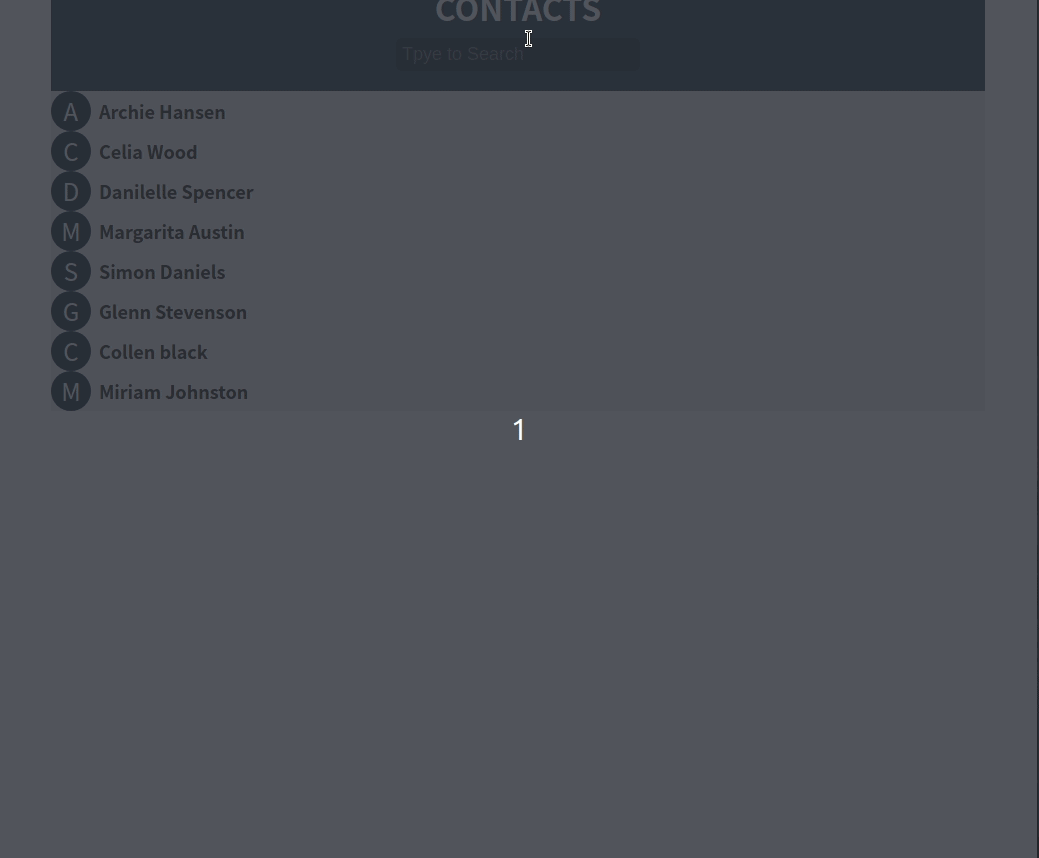 CONTACTS
Tpye to Search
A Archie Hansen
C Celia Wood
D Danilelle Spencer
M Margarita Austin
S Simon Daniels
G Glenn Stevenson
C Collen black
M Miriam Johnston
1